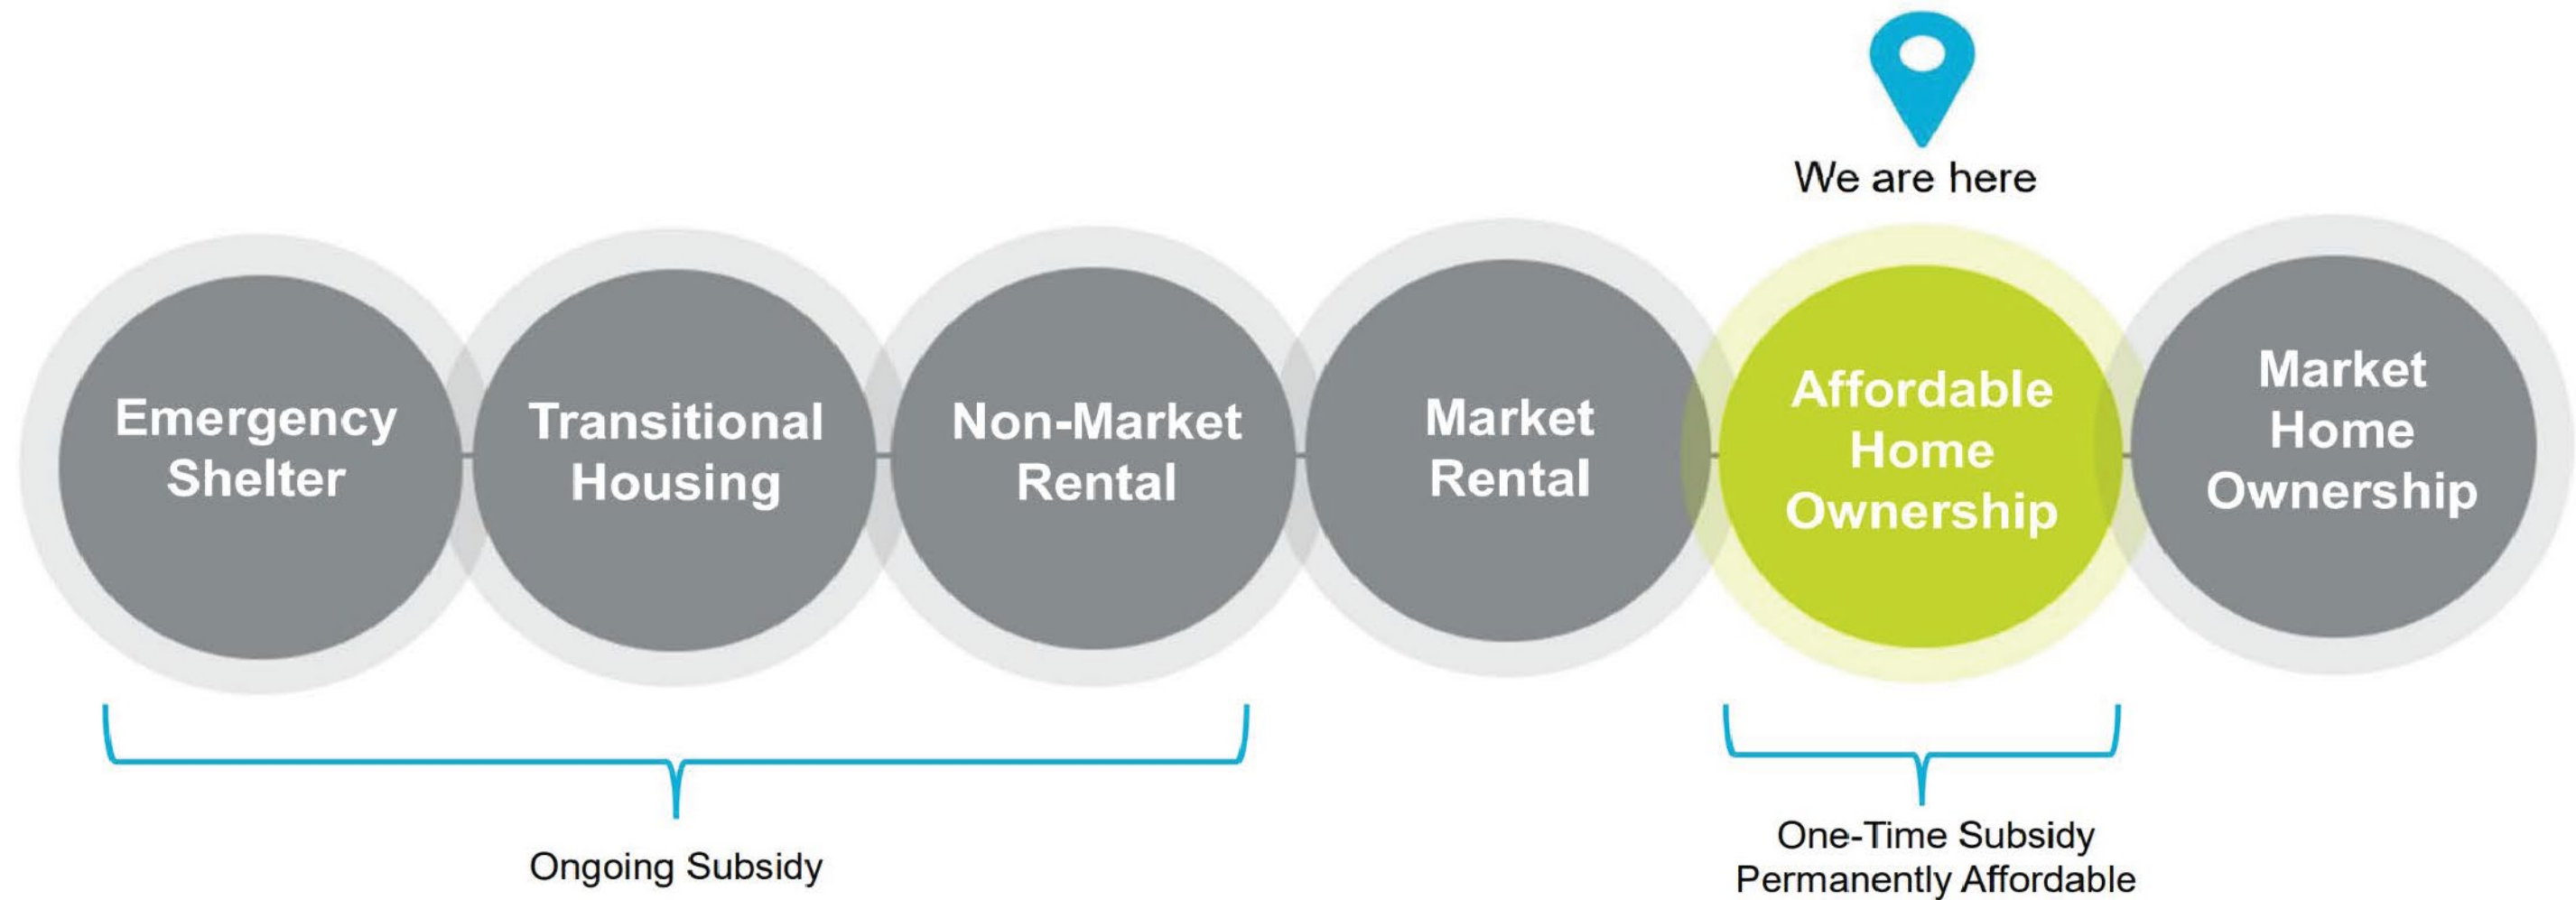 We are here
Emergency
Shelter
Transitional
Housing
Non-Market
Rental
Market
Rental
Affordable
Home
Ownership
Market
Home
Ownership
Ongoing Subsidy
One-Time Subsidy
Permanently Affordable